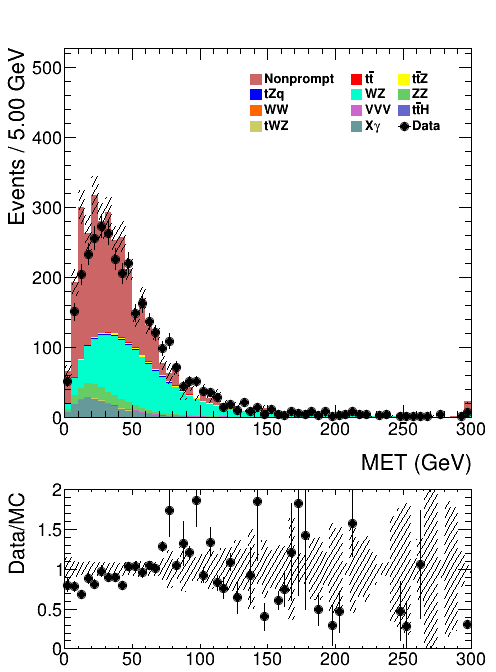 Events / 5.00 GeV
500
400
300
200
100
0
Nonprompt tt̄ tt̄Z
tZq WZ ZZ
WW VVV tt̄H
tWZ Xγ Data
0 50 100 150 200 250 300
MET (GeV)
Data/MC
2
1.5
1
0.5
0
0 50 100 150 200 250 300